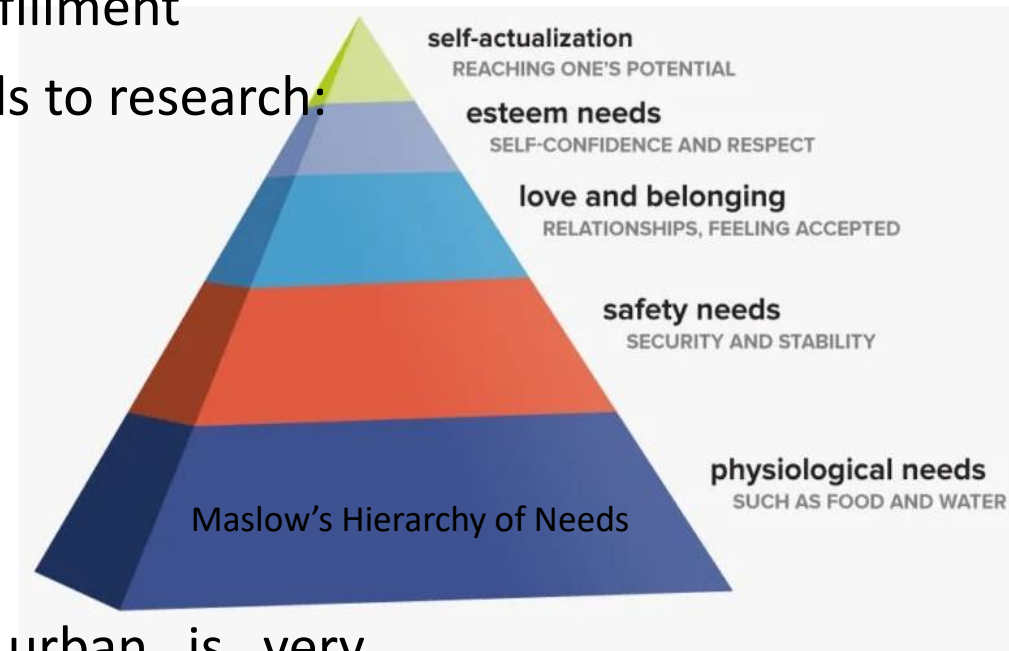 self-actualization
REACHING ONE'S POTENTIAL
to research:
esteem needs
SELF-CONFIDENCE AND RESPECT
love and belonging
RELATIONSHIPS, FEELING ACCEPTED
safety needs
SECURITY AND STABILITY
physiological needs
SUCH AS FOOD AND WATER
Maslow’s Hierarchy of Needs
urban is very